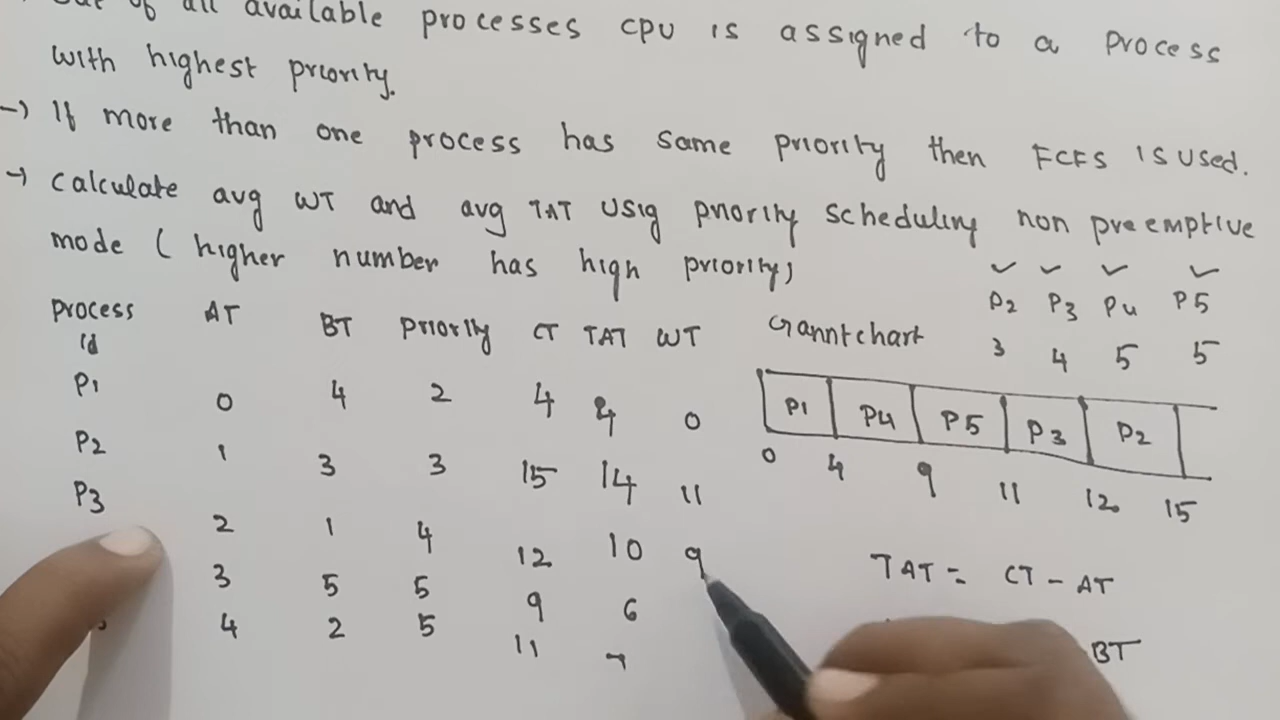 of all available processes cpu is assigned to a process
with highest priority.
→ If more than one process has same priority then FCFS is used.
→ calculate avg WT and avg TAT usig priority scheduling non preemptive
mode ( higher number has high priority)
process Id AT BT priority CT TAT WT
P1 0 4 2 4 4 0
P2 1 3 3 15 14 11
P3 2 1 4 12 10 9
3 5 5 9 6
4 2 5 11 7
✓ ✓ ✓ ✓
P2 P3 P4 P5
3 4 5 5
Ganntchart
P1 P4 P5 P3 P2
0 4 9 11 12 15
TAT = CT - AT
BT